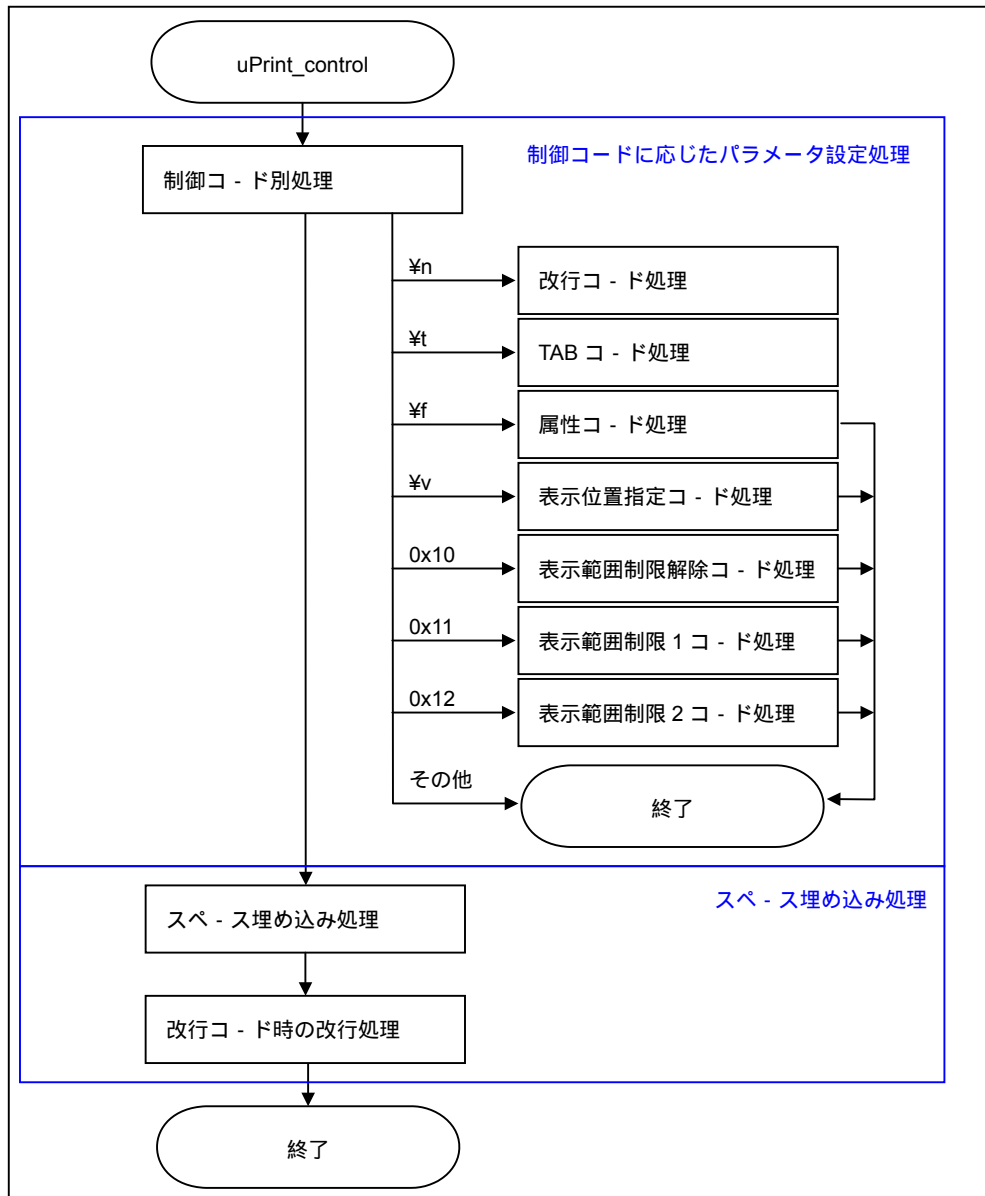 uPrint_control
制御コードに応じたパラメータ設定処理
制御コ - ド別処理
¥n
改行コ - ド処理
¥t
TAB コ - ド処理
¥f
属性コ - ド処理
¥v
表示位置指定コ - ド処理
0x10
表示範囲制限解除コ - ド処理
0x11
表示範囲制限 1 コ - ド処理
0x12
表示範囲制限 2 コ - ド処理
その他
終了
スペ - ス埋め込み処理
スペ - ス埋め込み処理
改行コ - ド時の改行処理
終了